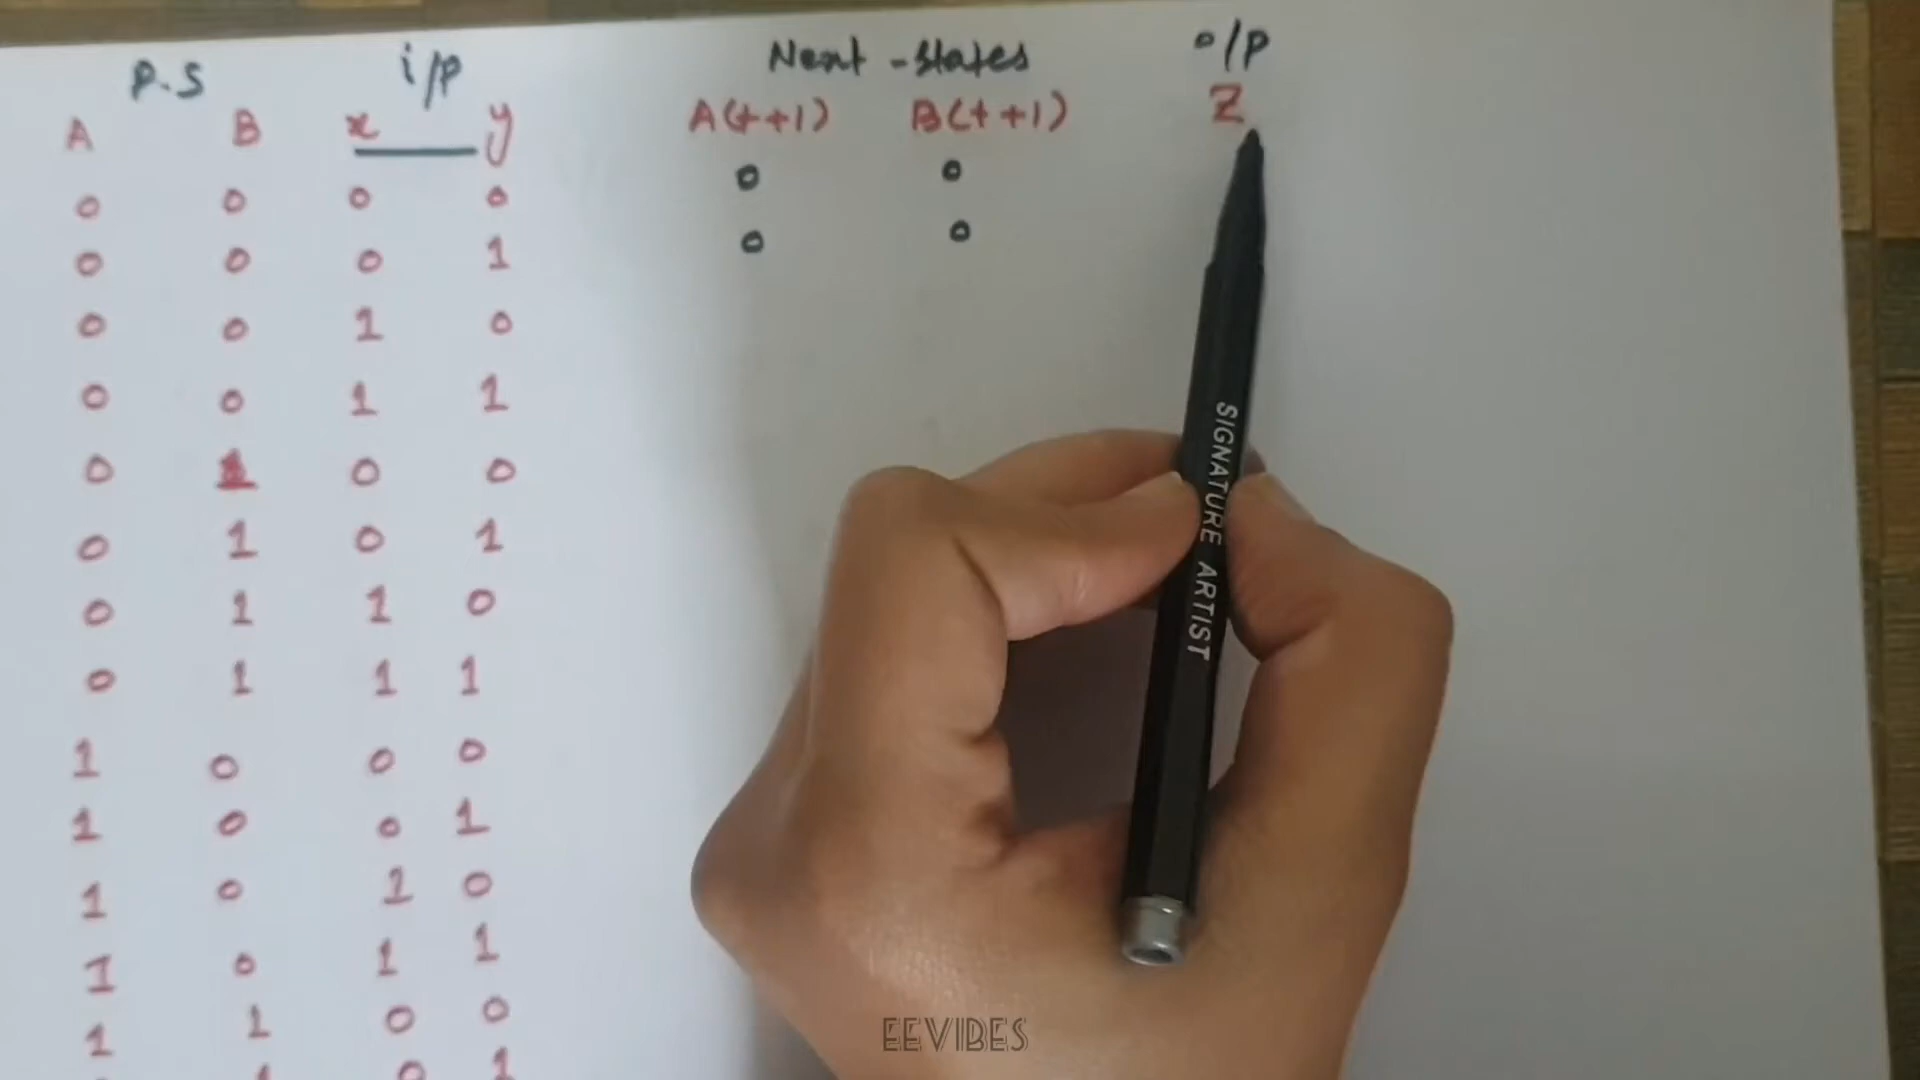 P.S i/p Next-States o/p
A B x y A(t+1) B(t+1) Z
0 0 0 0 0 0
0 0 0 1 0 0
0 0 1 0
0 0 1 1
0 1 0 0
0 1 0 1
0 1 1 0
0 1 1 1
1 0 0 0
1 0 0 1
1 0 1 0
1 0 1 1
1 1 0 0
1 0 1
SIGNATURE ARTIST
EEVIBES